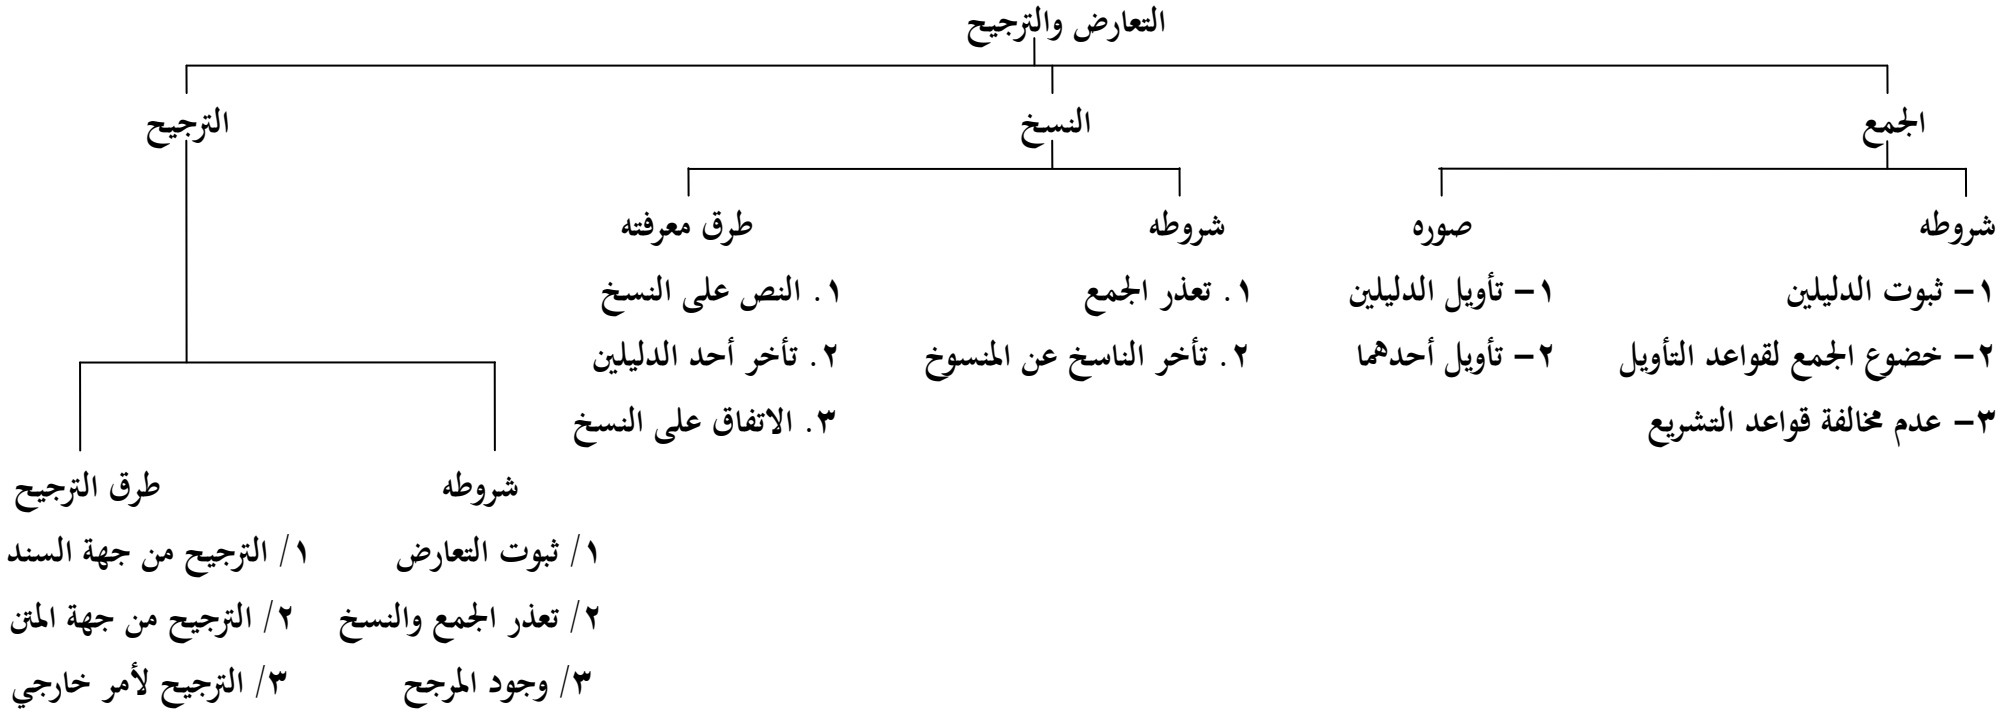 التعارض والترجيح
الجمع
النسخ
الترجيح
شروطه
١– ثبوت الدليلين
٢– خضوع الجمع لقواعد التأويل
٣– عدم مخالفة قواعد التشريع
صوره
١– تأويل الدليلين
٢– تأويل أحدهما
شروطه
١. تعذر الجمع
٢. تأخر الناسخ عن المنسوخ
طرق معرفته
١. النص على النسخ
٢. تأخر أحد الدليلين
٣. الاتفاق على النسخ
شروطه
١/ ثبوت التعارض
٢/ تعذر الجمع والنسخ
٣/ وجود المرجح
طرق الترجيح
١/ الترجيح من جهة السند
٢/ الترجيح من جهة المتن
٣/ الترجيح لأمر خارجي